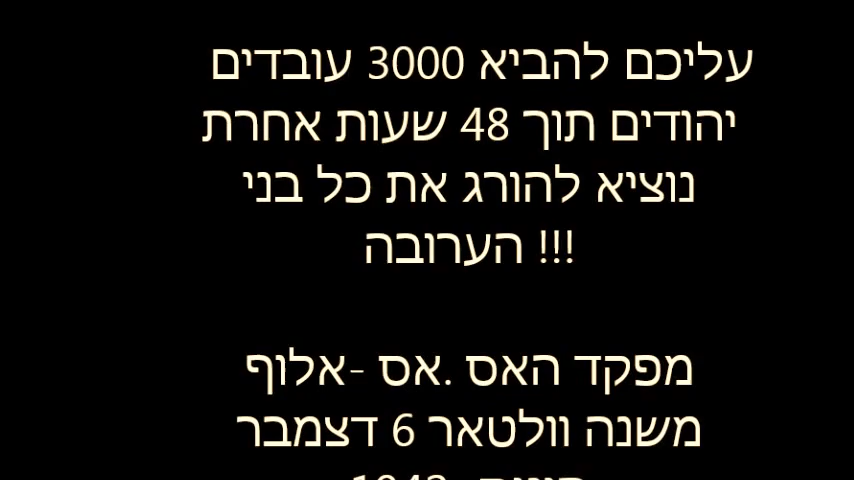 עליכם להביא 3000 עובדים
יהודים תוך 48 שעות אחרת
נוציא להורג את כל בני
הערובה !!!
מפקד האס .אס -אלוף
משנה וולטאר 6 דצמבר